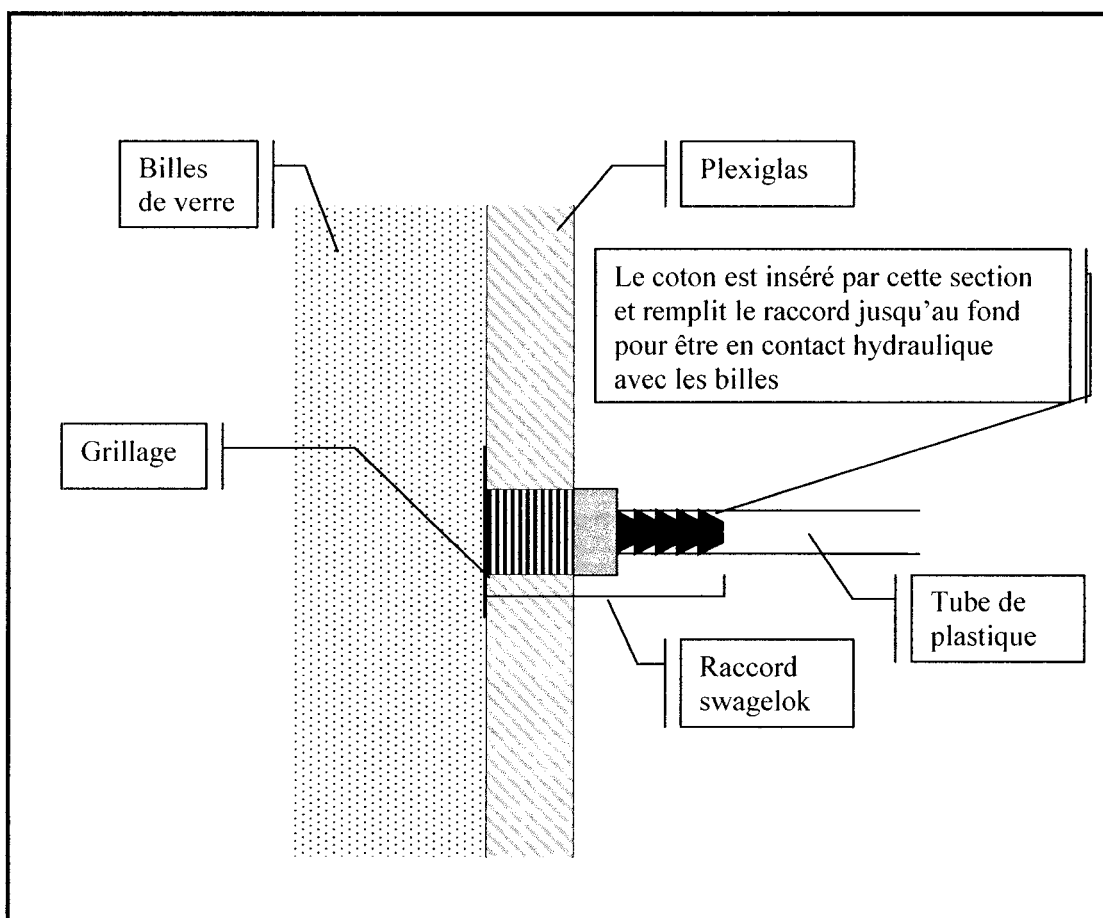 Billes
de verre
Plexiglas
Le coton est inséré par cette section
et remplit le raccord jusqu'au fond
pour être en contact hydraulique
avec les billes
Grillage
Tube de
plastique
Raccord
swagelok